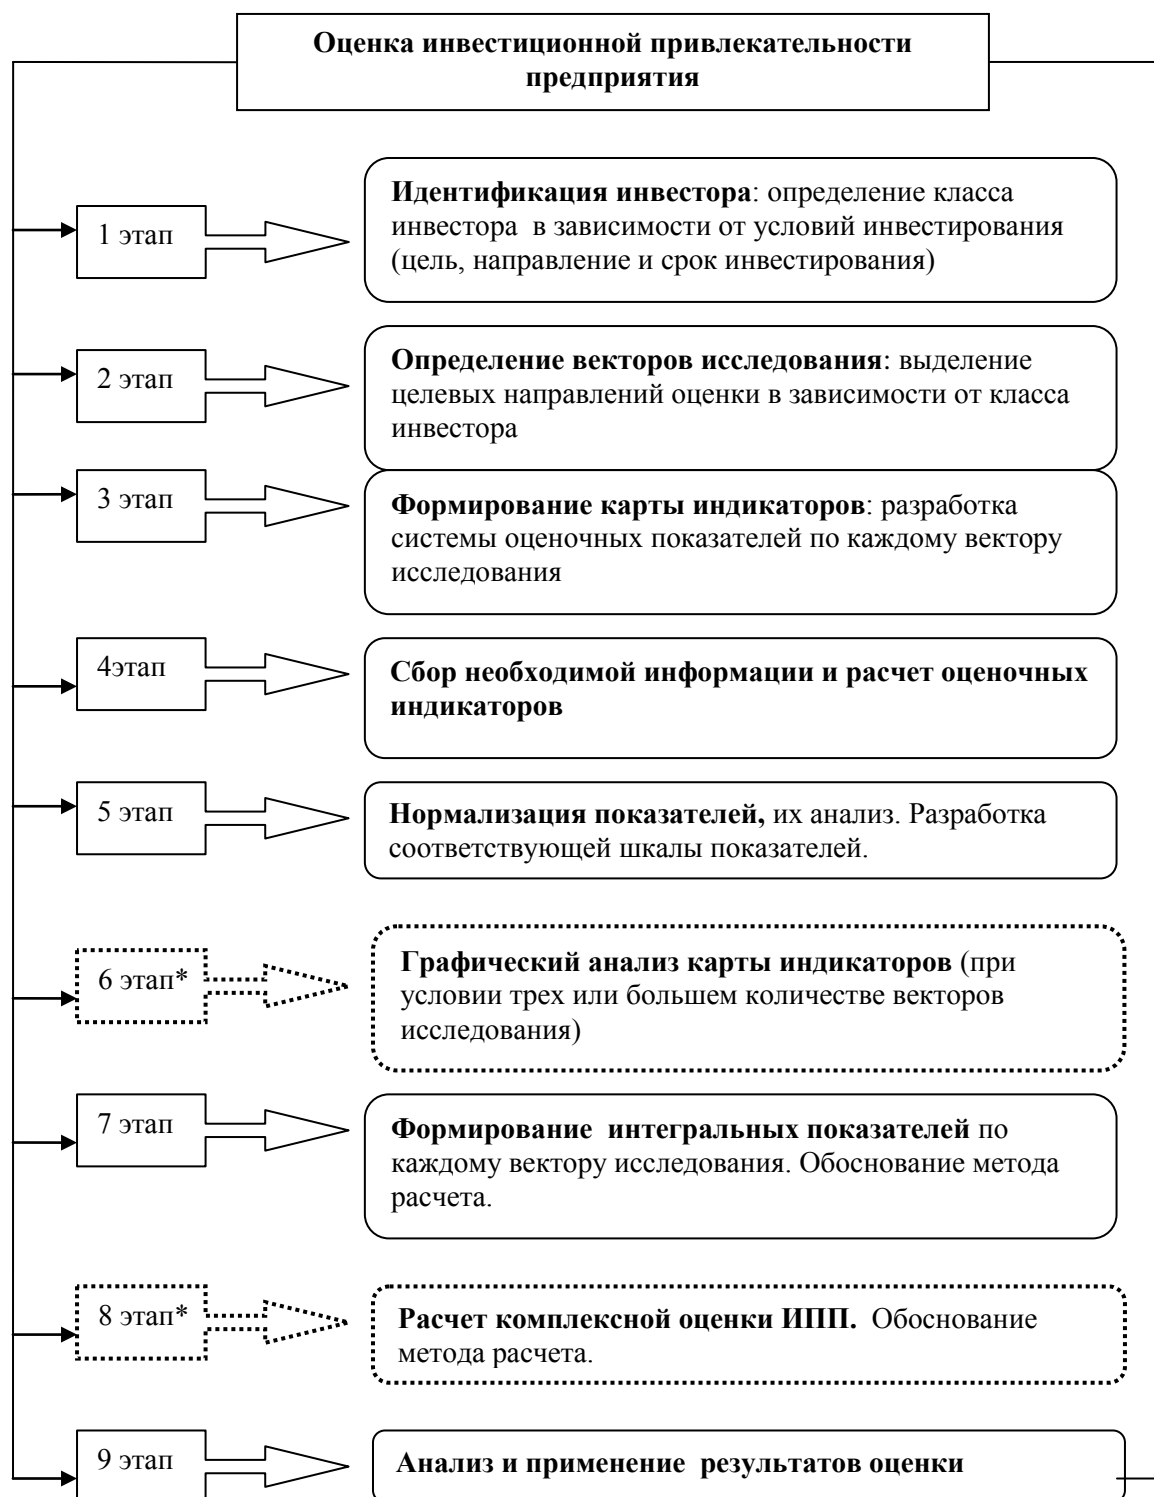 Оценка инвестиционной привлекательности
предприятия
1 этап
Идентификация инвестора: определение класса
инвестора в зависимости от условий инвестирования
(цель, направление и срок инвестирования)
2 этап
Определение векторов исследования: выделение
целевых направлений оценки в зависимости от класса
инвестора
3 этап
Формирование карты индикаторов: разработка
системы оценочных показателей по каждому вектору
исследования
4этап
Сбор необходимой информации и расчет оценочных
индикаторов
5 этап
Нормализация показателей, их анализ. Разработка
соответствующей шкалы показателей.
6 этап*
Графический анализ карты индикаторов (при
условии трех или большем количестве векторов
исследования)
7 этап
Формирование интегральных показателей по
каждому вектору исследования. Обоснование метода
расчета.
8 этап*
Расчет комплексной оценки ИПП. Обоснование
метода расчета.
9 этап
Анализ и применение результатов оценки